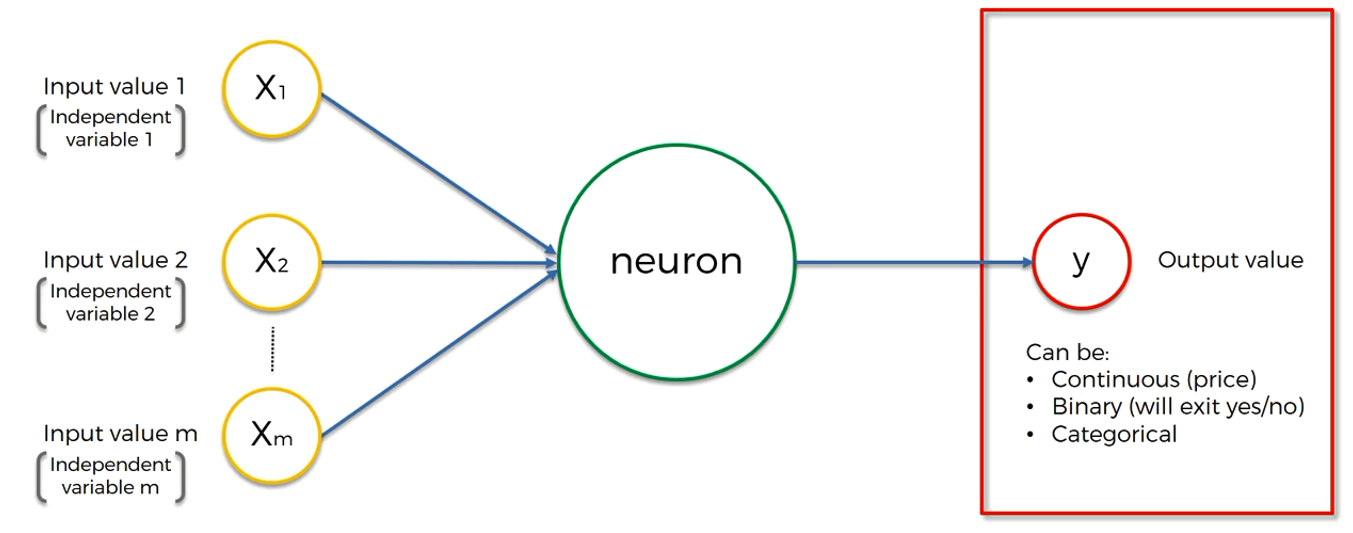 Input value 1
Independent
variable 1
X1
Input value 2
Independent
variable 2
X2
Input value m
Independent
variable m
Xm
neuron
y
Output value
Can be:
• Continuous (price)
• Binary (will exit yes/no)
• Categorical